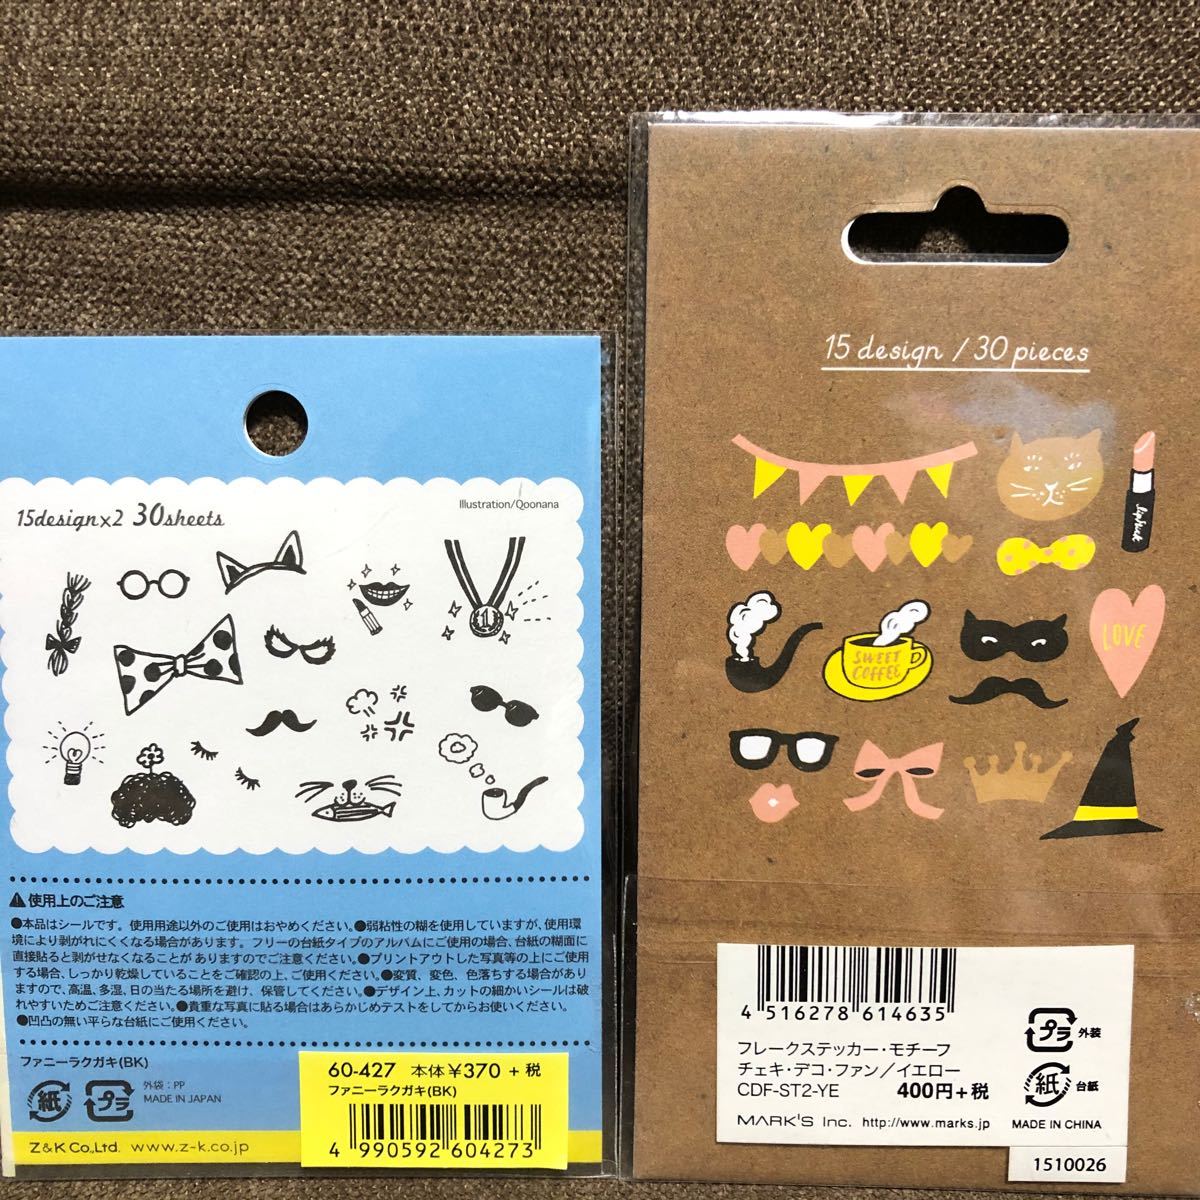 15design×2 30sheets
Illustration/Qoonana
1
使用上のご注意
●本品はシールです。使用用途以外のご使用はおやめください。●弱粘性の糊を使用していますが、使用環
境により剥がれにくくなる場合があります。フリーの台紙タイプのアルバムにご使用の場合、台紙の糊面に
直接貼ると剥がせなくなることがありますのでご注意ください。●プリントアウトした写真等の上にご使用
する場合、しっかり乾燥していることをご確認の上、ご使用ください。●変質、変色、色落ちする場合があり
ますので、高温、多湿、日の当たる場所を避け、保管してください。●デザイン上、カットの細かいシールは破
れやすいためご注意ください。●貴重な写真に貼る場合はあらかじめテストをしてからお使いください。
●凹凸の無い平らな台紙にご使用ください。
ファニーラクガキ(BK)
紙
プラ
外袋:PP
MADE IN JAPAN
Z&K Co.,Ltd. www.z-k.co.jp
60-427 本体¥370 +税
ファニーラクガキ(BK)
4 990592 604273
15 design / 30 pieces
lipstick
LOVE
SWEET
COFFEE
4 516278 614635
フレークステッカー・モチーフ
チェキ・デコ・ファン/イエロー
CDF-ST2-YE 400円+税
MARK'S Inc. http://www.marks.jp
プラ 外装
紙 台紙
MADE IN CHINA
1510026